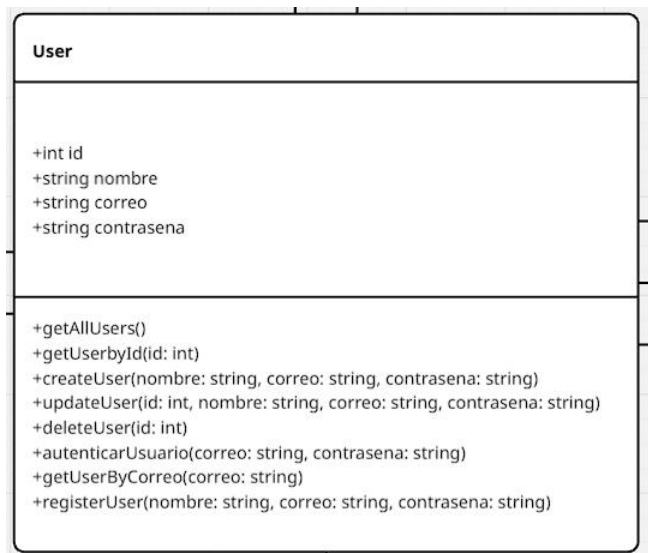 User
+int id
+string nombre
+string correo
+string contrasena
+getAllUsers()
+getUserbyId(id: int)
+createUser(nombre: string, correo: string, contrasena: string)
+updateUser(id: int, nombre: string, correo: string, contrasena: string)
+deleteUser(id: int)
+autenticarUsuario(correo: string, contrasena: string)
+getUserByCorreo(correo: string)
+registerUser(nombre: string, correo: string, contrasena: string)